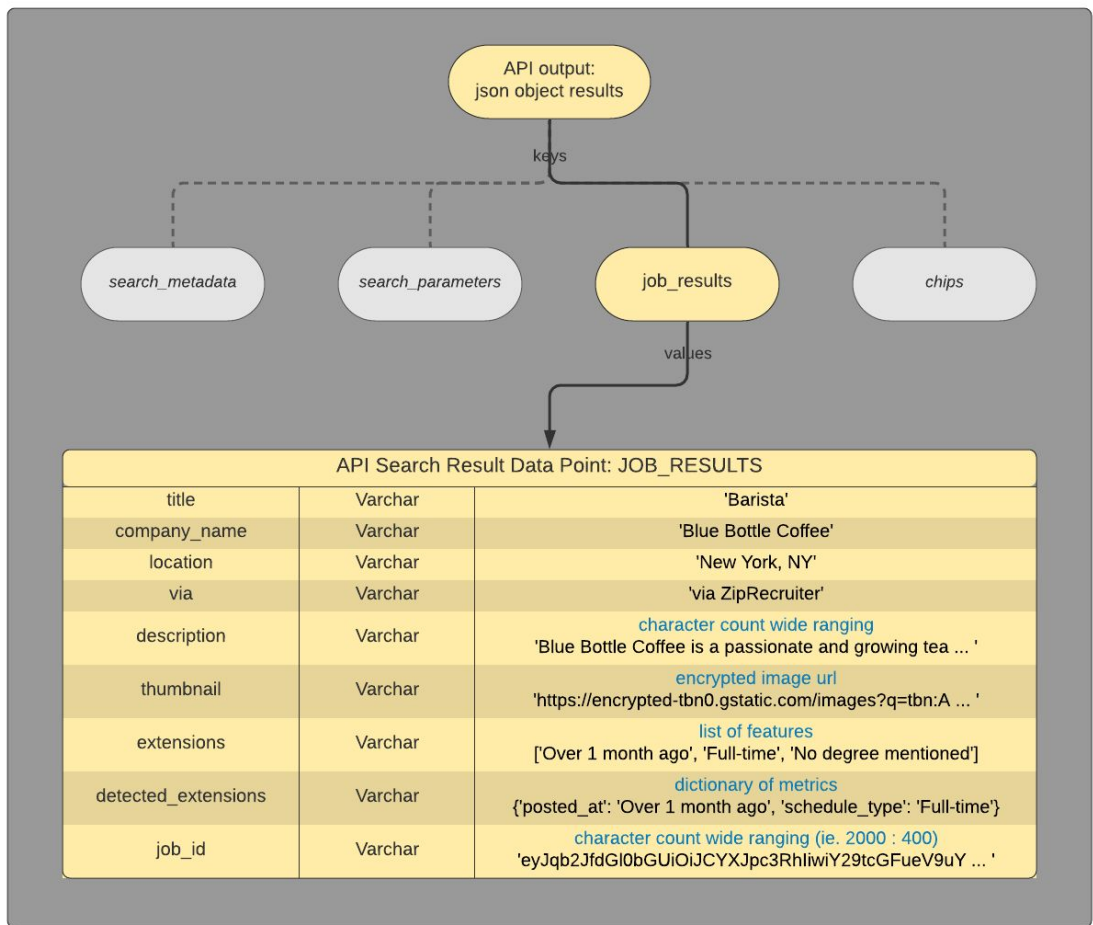 API output:
json object results
keys
search_metadata
search_parameters
job_results
chips
values
API Search Result Data Point: JOB_RESULTS
title Varchar 'Barista'
company_name Varchar 'Blue Bottle Coffee'
location Varchar 'New York, NY'
via Varchar 'via ZipRecruiter'
description Varchar character count wide ranging
'Blue Bottle Coffee is a passionate and growing tea ... '
thumbnail Varchar encrypted image url
'https://encrypted-tbn0.gstatic.com/images?q=tbn:A ... '
extensions Varchar list of features
['Over 1 month ago', 'Full-time', 'No degree mentioned']
detected_extensions Varchar dictionary of metrics
{'posted_at': 'Over 1 month ago', 'schedule_type': 'Full-time'}
job_id Varchar character count wide ranging (ie. 2000 : 400)
'eyJqb2JfdGl0bGUiOiJCYXJpc3RhIiwiY29tcGFueV9uY ... '